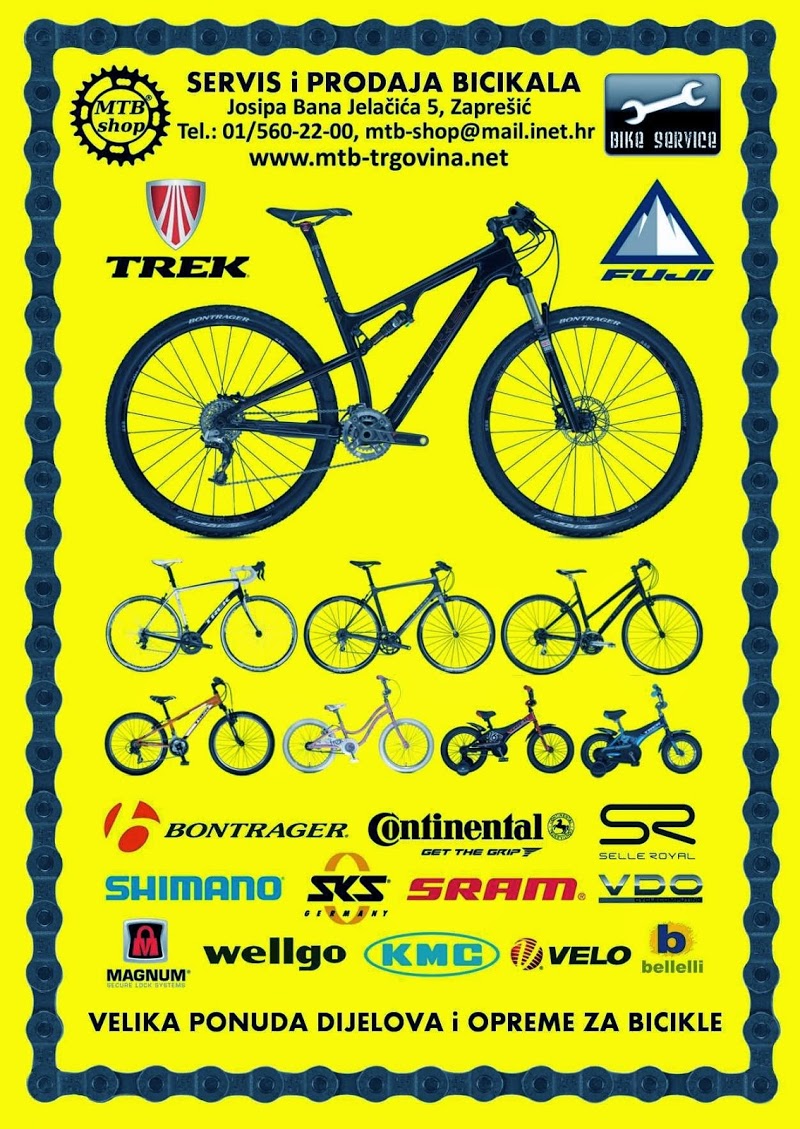 MTB®
shop
SERVIS i PRODAJA BICIKALA
Josipa Bana Jelačića 5, Zaprešić
Tel.: 01/560-22-00, mtb-shop@mail.inet.hr
www.mtb-trgovina.net
BIKE SERVICE
TREK®
FUJI
BONTRAGER
BONTRAGER
BONTRAGER®
Continental
GET THE GRIP
SR
SELLE ROYAL
SHIMANO®
SKS
GERMANY
SRAM®
VDO
MAGNUM®
SECURE LOCK SYSTEMS
wellgo
KMC
VELO
b
bellelli
VELIKA PONUDA DIJELOVA i OPREME ZA BICIKLE